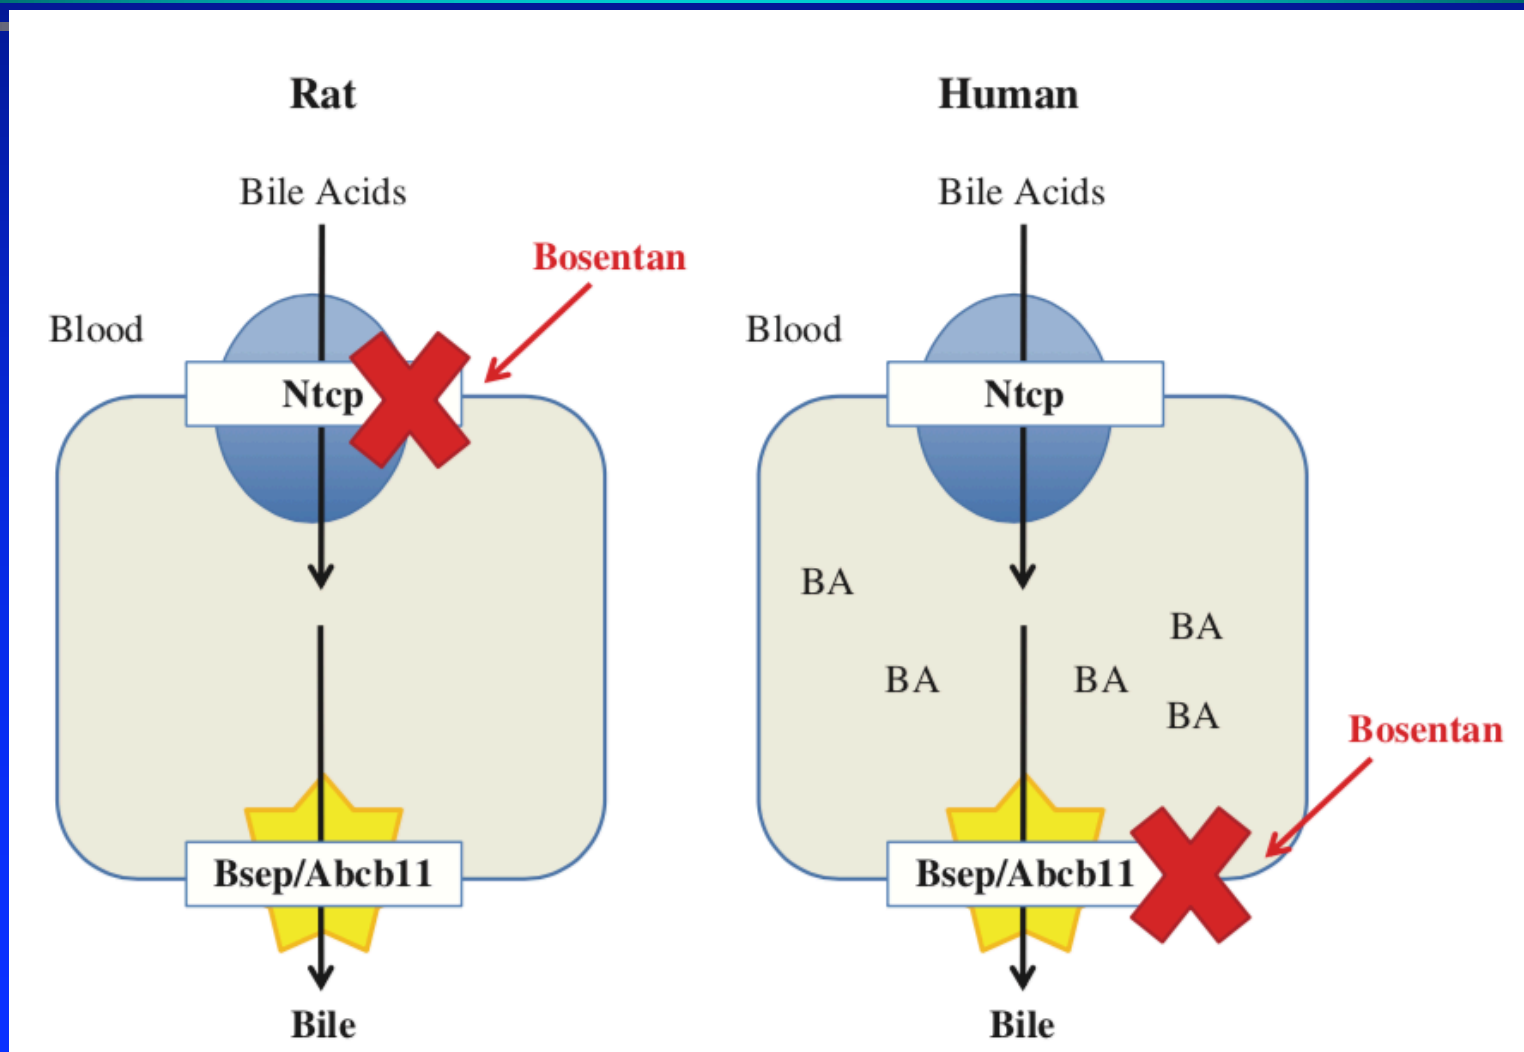 Rat
Bile Acids
Bosentan
Blood
Ntcp
Bsep/Abcb11
Bile
Human
Bile Acids
Blood
Ntcp
BA
BA
BA
BA
BA
Bosentan
Bsep/Abcb11
Bile